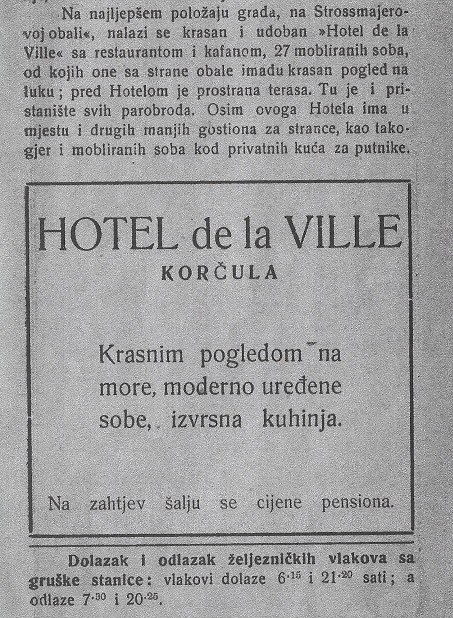 Na najljepšem položaju grada, na Strossmajero-
voj obali«, nalazi se krasan i udoban »Hotel de la
Ville« sa restaurantom i kafanom, 27 mobliranih soba,
od kojih one sa strane obale imadu krasan pogled na
luku; pred Hotelom je prostrana terasa. Tu je i pri-
stanište svih parobroda. Osim ovoga Hotela ima u
mjestu i drugih manjih gostiona za strance, kao tako-
gjer i mobliranih soba kod privatnih kuća za putnike.
HOTEL de la VILLE
KORČULA
Krasnim pogledom na
more, moderno uređene
sobe, izvrsna kuhinja.
Na zahtjev šalju se cijene pensiona.
Dolazak i odlazak željezničkih vlakova sa
gruške stanice: vlakovi dolaze 6·15 i 21·20 sati; a
odlaze 7·30 i 20·25.